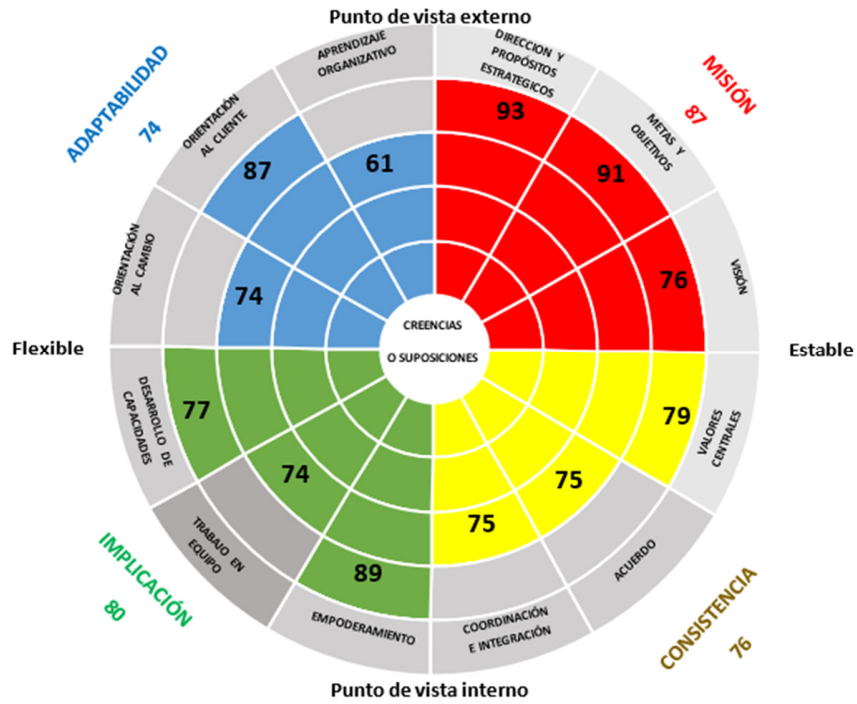 Punto de vista externo
ADAPTABILIDAD
74
MISIÓN
87
APRENDIZAJE
ORGANIZATIVO
DIRECCION Y
PROPÓSITOS
ESTRATEGICOS
ORIENTACIÓN
AL CLIENTE
METAS Y
OBJETIVOS
ORIENTACIÓN
AL CAMBIO
VISIÓN
93
61
87
91
74
76
CREENCIAS
O SUPOSICIONES
Flexible
Estable
77
79
74
75
75
89
DESARROLLO DE
CAPACIDADES
VALORES
CENTRALES
TRABAJO EN
EQUIPO
ACUERDO
EMPODERAMIENTO
COORDINACIÓN
E INTEGRACIÓN
IMPLICACIÓN
80
CONSISTENCIA
76
Punto de vista interno